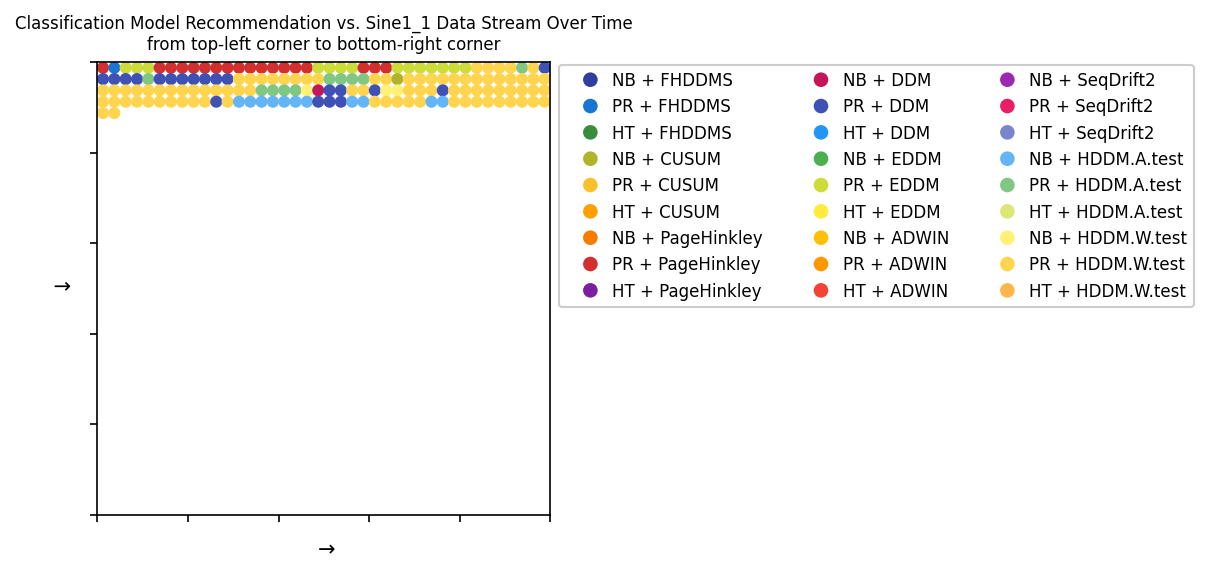 Classification Model Recommendation vs. Sine1_1 Data Stream Over Time
from top-left corner to bottom-right corner
NB + FHDDMS
PR + FHDDMS
HT + FHDDMS
NB + CUSUM
PR + CUSUM
HT + CUSUM
NB + PageHinkley
PR + PageHinkley
HT + PageHinkley
NB + DDM
PR + DDM
HT + DDM
NB + EDDM
PR + EDDM
HT + EDDM
NB + ADWIN
PR + ADWIN
HT + ADWIN
NB + SeqDrift2
PR + SeqDrift2
HT + SeqDrift2
NB + HDDM.A.test
PR + HDDM.A.test
HT + HDDM.A.test
NB + HDDM.W.test
PR + HDDM.W.test
HT + HDDM.W.test
→
→